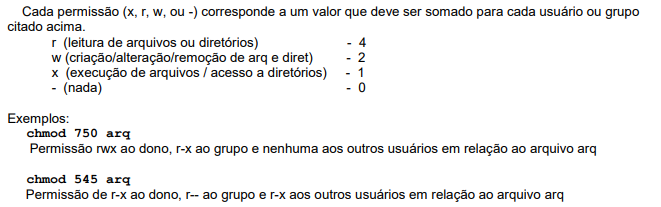 Cada permissão (x, r, w, ou -) corresponde a um valor que deve ser somado para cada usuário ou grupo
citado acima.
r (leitura de arquivos ou diretórios) - 4
w (criação/alteração/remoção de arq e diret) - 2
x (execução de arquivos / acesso a diretórios) - 1
- (nada) - 0
Exemplos:
chmod 750 arq
Permissão rwx ao dono, r-x ao grupo e nenhuma aos outros usuários em relação ao arquivo arq
chmod 545 arq
Permissão de r-x ao dono, r-- ao grupo e r-x aos outros usuários em relação ao arquivo arq